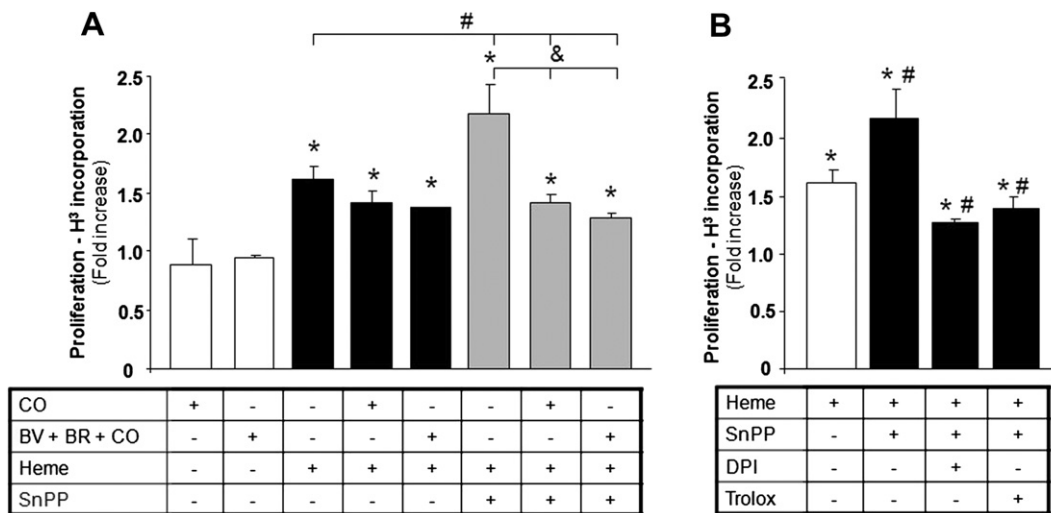 A
#
* &
2.5
2.0
1.5
1.0
0.5
0
Proliferation - H³ incorporation
(Fold increase)
* * * * *
CO + - - + - - + -
BV + BR + CO - + - - + - - +
Heme - - + + + + + +
SnPP - - - - - + + +
B
2.5
2.0
1.5
1.0
0.5
0
Proliferation - H³ incorporation
(Fold increase)
* * # * # * #
Heme + + + +
SnPP - + + +
DPI - - + -
Trolox - - - +